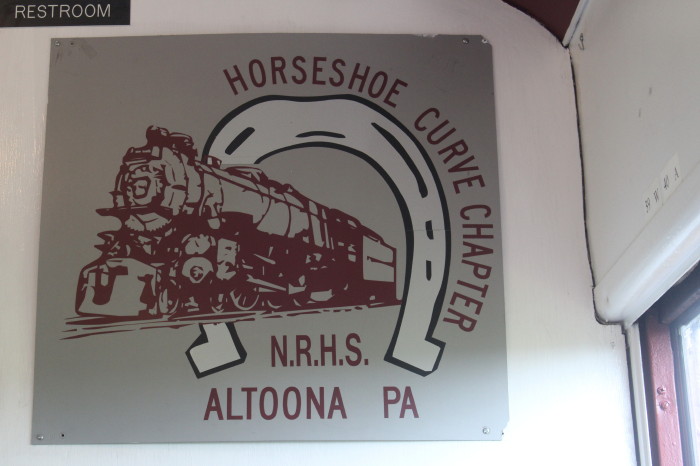 RESTROOM
HORSESHOE CURVE CHAPTER
N.R.H.S.
ALTOONA PA